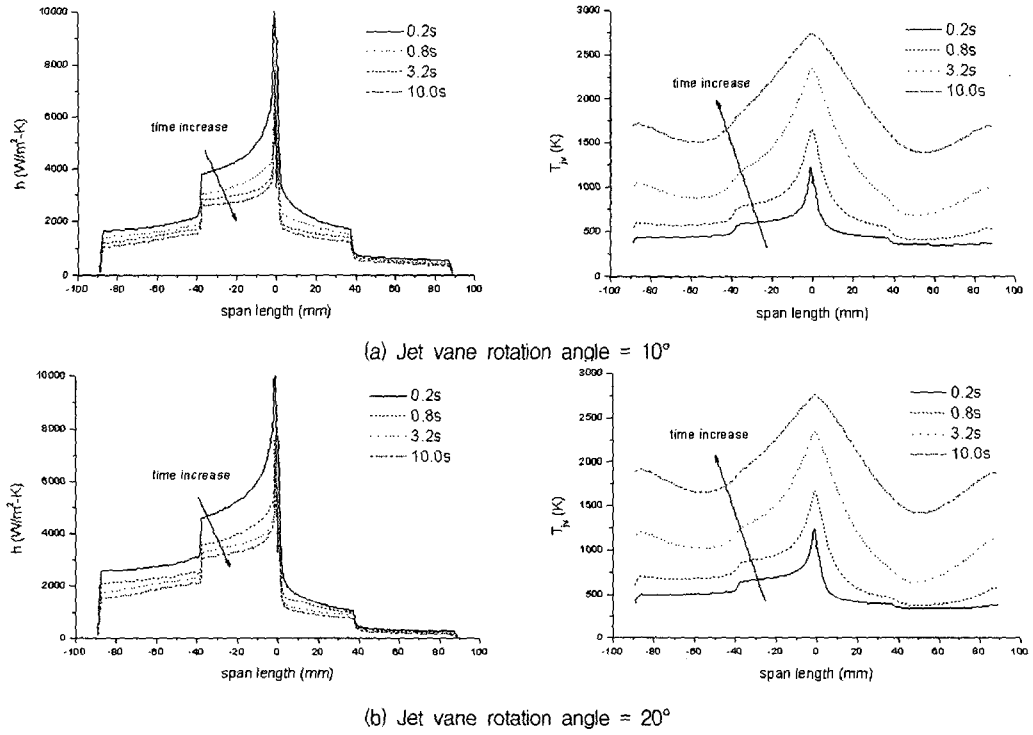 10000
8000
6000
4000
2000
0
h (W/m²-K)
-100 -80 -60 -40 -20 0 20 40 60 80 100
span length (mm)
time increase
0.2s
0.8s
3.2s
10.0s
3000
2500
2000
1500
1000
500
0
T_jv (K)
-100 -80 -60 -40 -20 0 20 40 60 80 100
span length (mm)
time increase
0.2s
0.8s
3.2s
10.0s
(a) Jet vane rotation angle = 10°
10000
8000
6000
4000
2000
0
h (W/m²-K)
-100 -80 -60 -40 -20 0 20 40 60 80 100
span length (mm)
time increase
0.2s
0.8s
3.2s
10.0s
3000
2500
2000
1500
1000
500
0
T_jv (K)
-100 -80 -60 -40 -20 0 20 40 60 80 100
span length (mm)
time increase
0.2s
0.8s
3.2s
10.0s
(b) Jet vane rotation angle = 20°